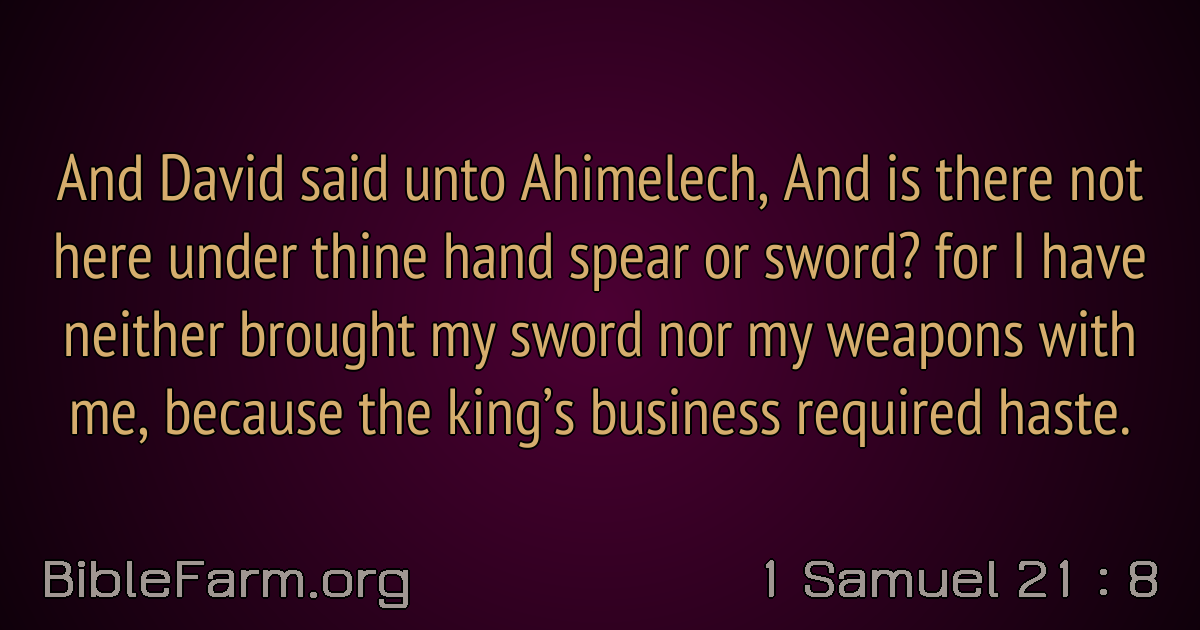 And David said unto Ahimelech, And is there not
here under thine hand spear or sword? for I have
neither brought my sword nor my weapons with
me, because the king’s business required haste.
BibleFarm.org
1 Samuel 21 : 8